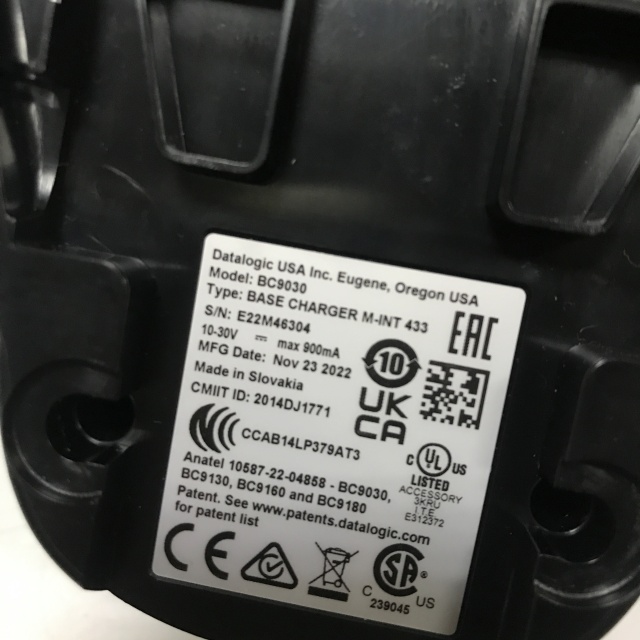 Datalogic USA Inc. Eugene, Oregon USA
Model: BC9030
Type: BASE CHARGER M-INT 433
S/N: E22M46304
10-30V ⎓ max 900mA
MFG Date: Nov 23 2022
Made in Slovakia
CMIIT ID: 2014DJ1771
EAC
10
UK
CA
CCAB14LP379AT3
C UL US
LISTED
ACCESSORY
3KRU
I.T.E.
E312372
Anatel 10587-22-04858 - BC9030,
BC9130, BC9160 and BC9180
Patent. See www.patents.datalogic.com
for patent list
CE
SA
C US
239045